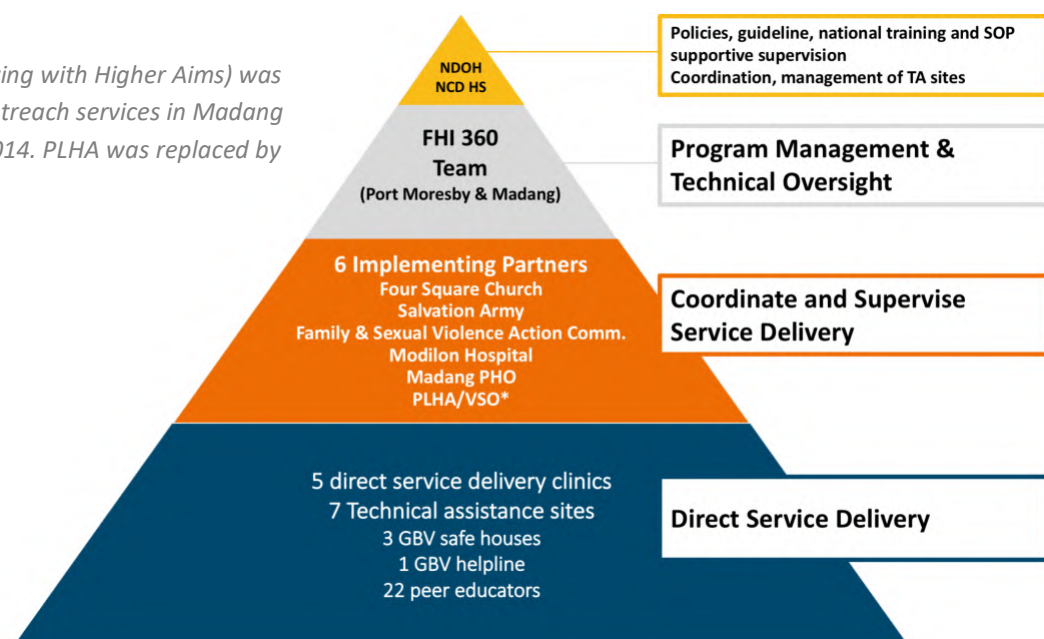 ing with Higher Aims) was
treach services in Madang
014. PLHA was replaced by
NDOH
NCD HS
Policies, guideline, national training and SOP
supportive supervision
Coordination, management of TA sites
FHI 360
Team
(Port Moresby & Madang)
Program Management &
Technical Oversight
6 Implementing Partners
Four Square Church
Salvation Army
Family & Sexual Violence Action Comm.
Modilon Hospital
Madang PHO
PLHA/VSO*
Coordinate and Supervise
Service Delivery
5 direct service delivery clinics
7 Technical assistance sites
3 GBV safe houses
1 GBV helpline
22 peer educators
Direct Service Delivery